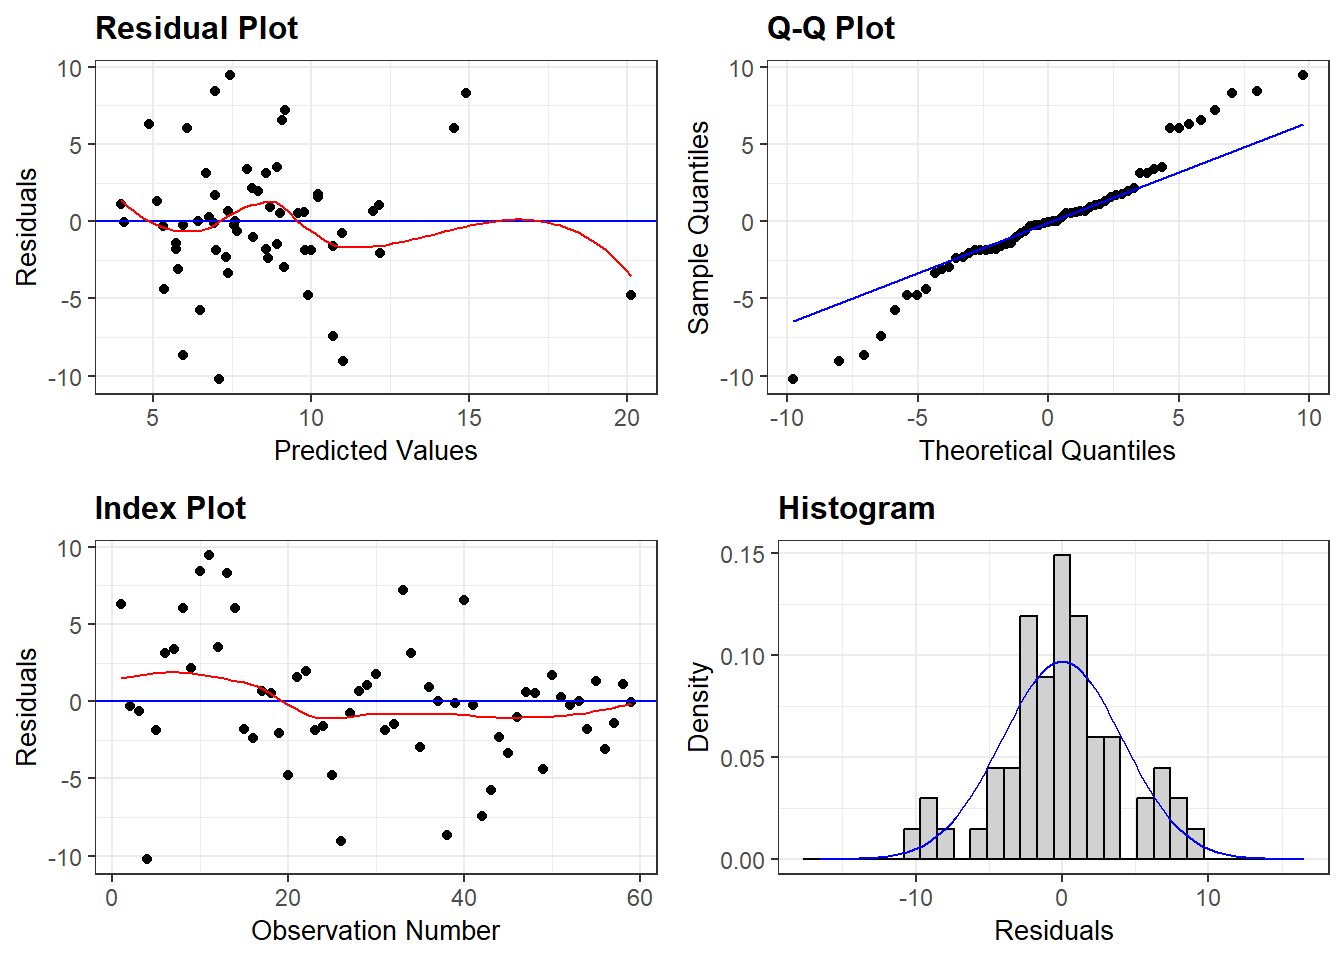 Residual Plot
Residuals
10
5
0
-5
-10
5 10 15 20
Predicted Values
Q-Q Plot
Sample Quantiles
10
5
0
-5
-10
-10 -5 0 5 10
Theoretical Quantiles
Index Plot
Residuals
10
5
0
-5
-10
0 20 40 60
Observation Number
Histogram
Density
0.15
0.10
0.05
0.00
-10 0 10
Residuals